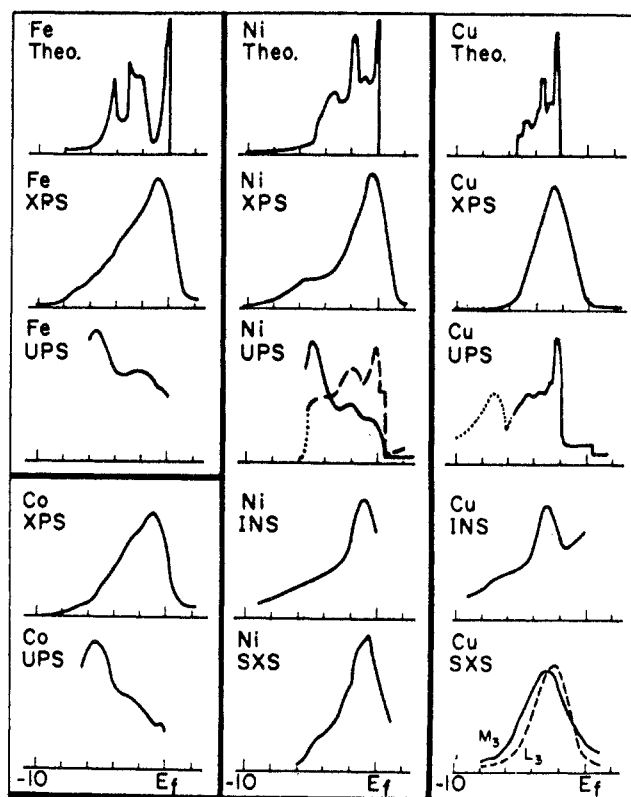 Fe
Theo.
Ni
Theo.
Cu
Theo.
Fe
XPS
Ni
XPS
Cu
XPS
Fe
UPS
Ni
UPS
Cu
UPS
Co
XPS
Ni
INS
Cu
INS
Co
UPS
Ni
SXS
Cu
SXS
M3
L3
-10 Ef
-10 Ef
-10 Ef